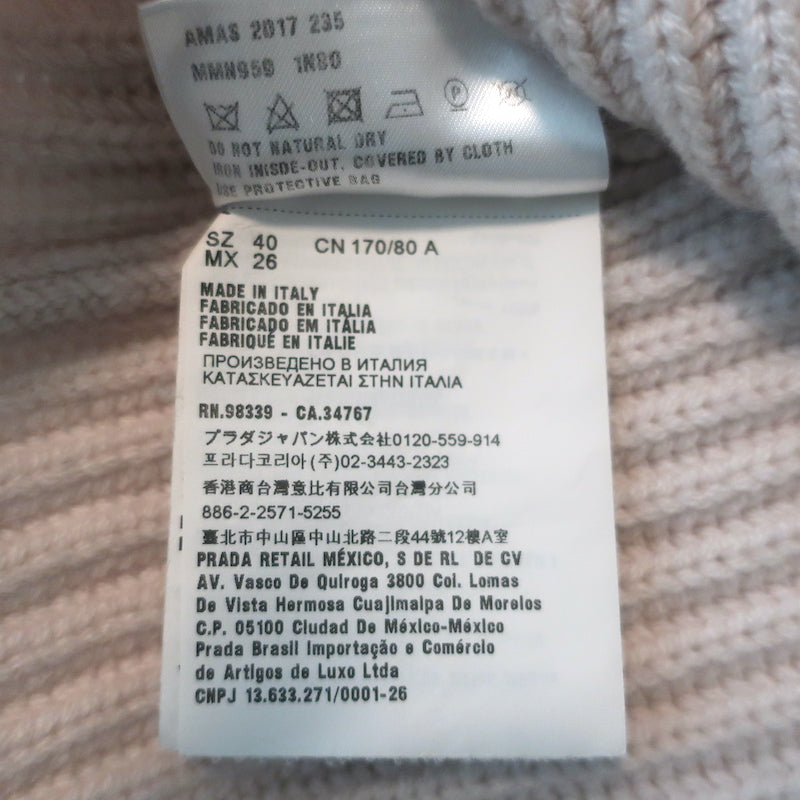 AMAS 2017 235
MMN959 1N80
DO NOT NATURAL DRY
IRON INISDE-OUT, COVERED BY CLOTH
USE PROTECTIVE BAG
SZ 40 CN 170/80 A
MX 26
MADE IN ITALY
FABRICADO EN ITALIA
FABRICADO EM ITÁLIA
FABRIQUÉ EN ITALIE
ПРОИЗВЕДЕНО В ИТАЛИЯ
ΚΑΤΑΣΚΕΥΑΖΕΤΑΙ ΣΤΗΝ ΙΤΑΛΙΑ
RN.98339 - CA.34767
プラダジャパン株式会社0120-559-914
프라다코리아(주)02-3443-2323
香港商台灣意比有限公司台灣分公司
886-2-2571-5255
臺北市中山區中山北路二段44號12樓A室
PRADA RETAIL MÉXICO, S DE RL DE CV
AV. Vasco De Quiroga 3800 Col. Lomas
De Vista Hermosa Cuajimalpa De Morelos
C.P. 05100 Ciudad De México-México
Prada Brasil Importação e Comércio
de Artigos de Luxo Ltda
CNPJ 13.633.271/0001-26